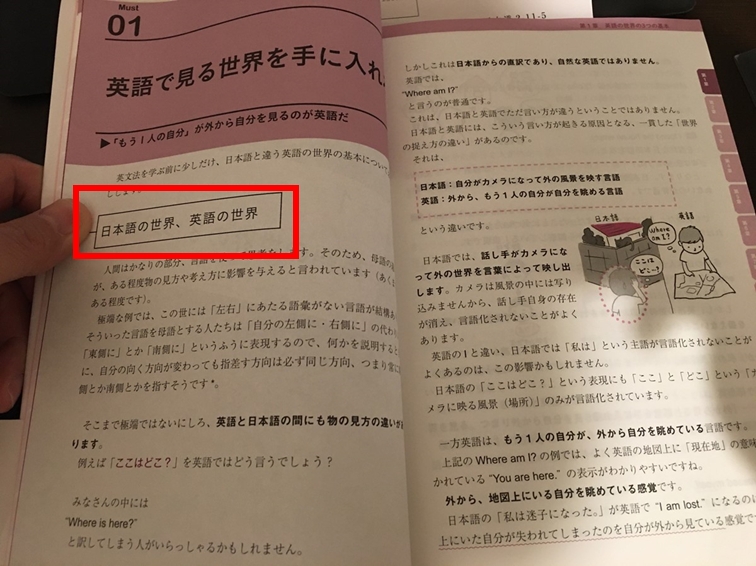 Must
01
英語で見る世界を手に入れ
▶「もう1人の自分」が外から自分を見るのが英語だ
英文法を学ぶ前に少しだけ、日本語と違う英語の世界の基本につい
日本語の世界、英語の世界
人間はかなりの部分、言語を
ます。そのため、母語の
が、ある程度物の見方や考え方に影響を与えると言われています（あく
ある程度です）。
極端な例では、この世には「左右」にあたる語彙がない言語が結構
そういった言語を母語とする人たちは「自分の左側に・右側に」の代わ
「東側に」とか「南側に」というふうに表現するので、何かを説明すると
に、自分の向く方向が変わっても指差す方向は必ず同じ方向、つまり常に
側とか南側とかを指すそうです*。
そこまで極端ではないにしろ、英語と日本語の間にも物の見方の違いが
ります。
例えば「ここはどこ？」を英語ではどう言うでしょう？
みなさんの中には
“Where is here?”
と訳してしまう人がいらっしゃるかもしれません。
しかしこれは日本語からの直訳であり、自然な英語ではありません。
英語では、
“Where am I?”
と言うのが普通です。
これは、日本語と英語でただ言い方が違うということではありません。
日本語と英語には、こういう言い方が起きる原因となる、一貫した「世界
の捉え方の違い」があるのです。
それは、
日本語：自分がカメラになって外の風景を映す言語
英語：外から、もう1人の自分が自分を眺める言語
という違いです。
日本語
英語
Where am I?
ここはどこ？
日本語では、話し手がカメラにな
って外の世界を言葉によって映し出
します。カメラは風景の中には写り
込みませんから、話し手自身の存在
が消え、言語化されないことがよく
あります。
英語のIと違い、日本語では「私は」という主語が言語化されないことが
よくあるのは、この影響かもしれません。
日本語の「ここはどこ？」という表現にも「ここ」と「どこ」という「カ
メラに映る風景（場所）」のみが言語化されています。
一方英語は、もう1人の自分が、外から自分を眺めている言語です。
上記のWhere am I?の例では、よく英語の地図上に「現在地」の意味
かれている “You are here.” の表示がわかりやすいですね。
外から、地図上にいる自分を眺めている感覚です。
日本語の「私は迷子になった。」が英語で “I am lost.” になるのに
上にいた自分が失われてしまったのを自分が外から見ている感覚です